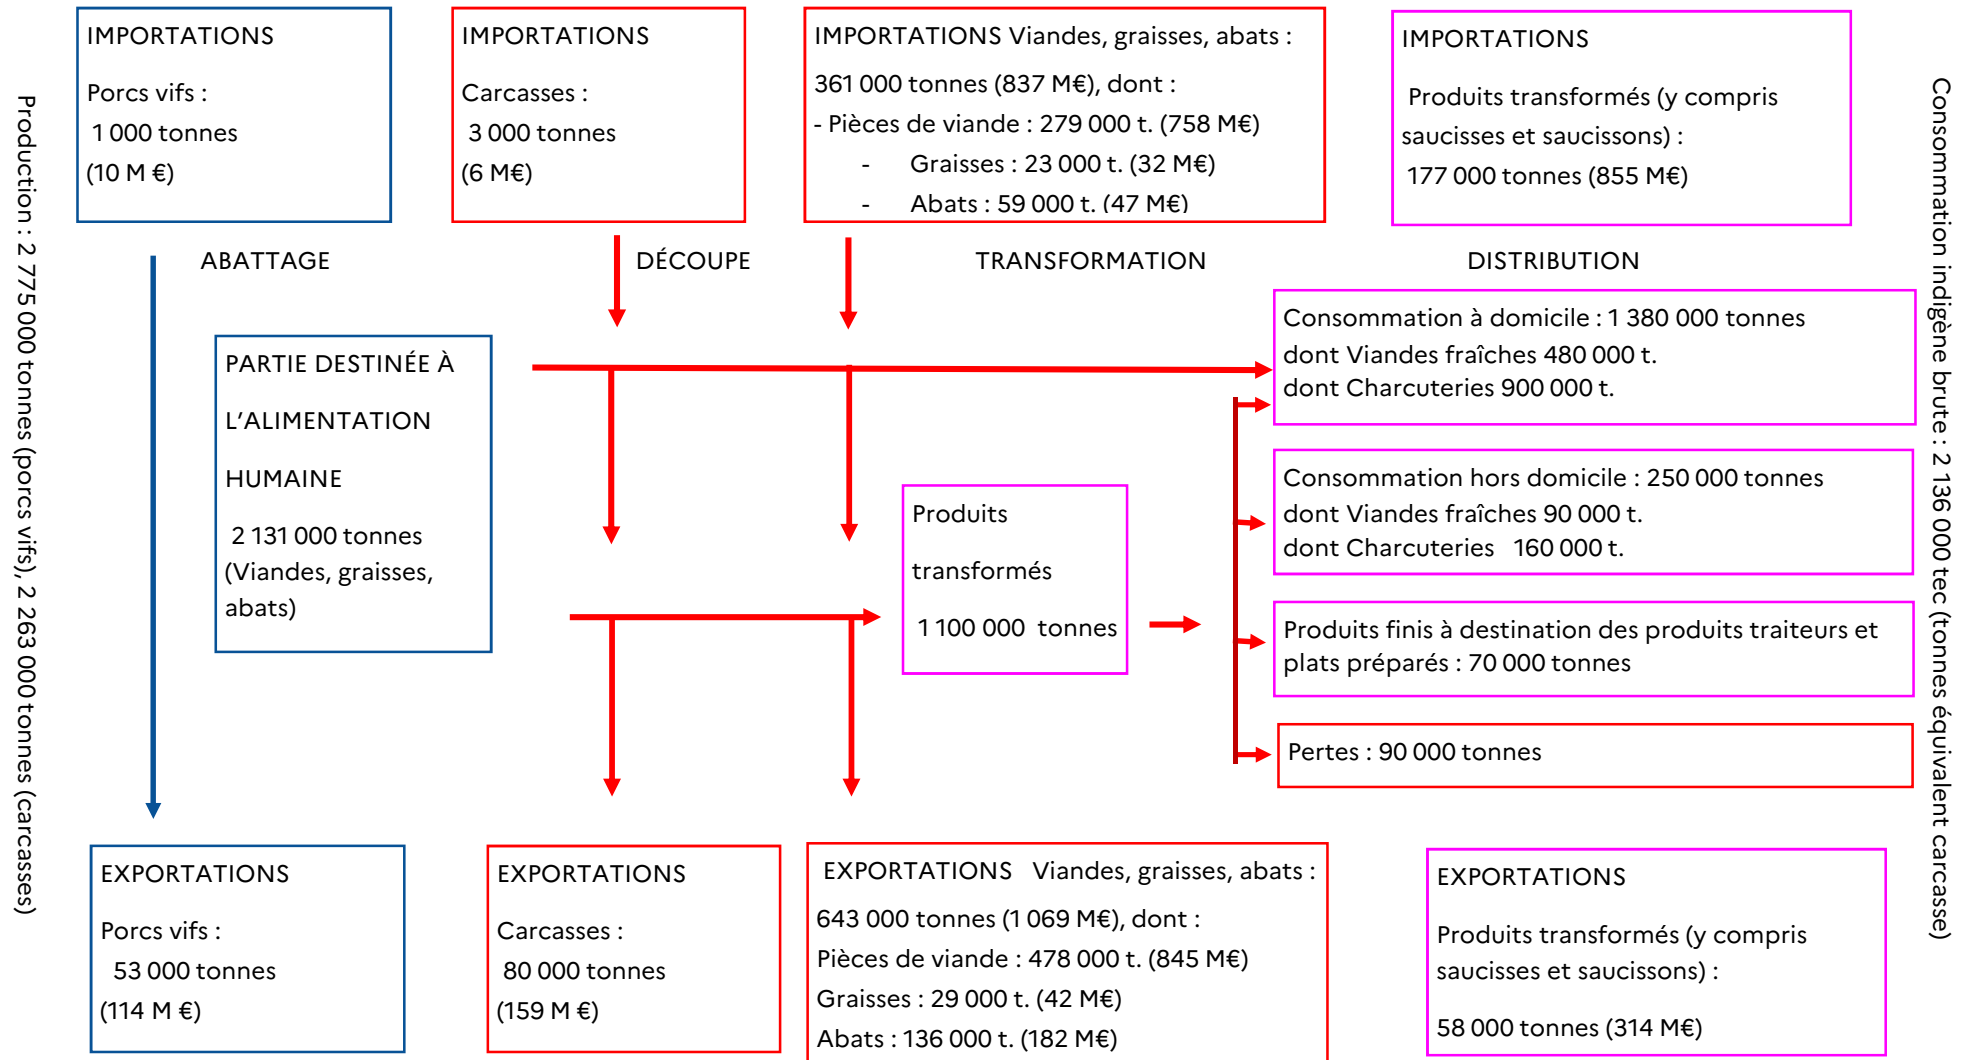 Production : 2 775 000 tonnes (porcs vifs), 2 263 000 tonnes (carcasses)
IMPORTATIONS
Porcs vifs :
1 000 tonnes
(10 M €)
IMPORTATIONS
Carcasses :
3 000 tonnes
(6 M€)
IMPORTATIONS Viandes, graisses, abats :
361 000 tonnes (837 M€), dont :
- Pièces de viande : 279 000 t. (758 M€)
- Graisses : 23 000 t. (32 M€)
- Abats : 59 000 t. (47 M€)
IMPORTATIONS
Produits transformés (y compris
saucisses et saucissons) :
177 000 tonnes (855 M€)
ABATTAGE
DÉCOUPE
TRANSFORMATION
DISTRIBUTION
PARTIE DESTINÉE À
L’ALIMENTATION
HUMAINE
2 131 000 tonnes
(Viandes, graisses,
abats)
Produits
transformés
1 100 000 tonnes
Consommation à domicile : 1 380 000 tonnes
dont Viandes fraîches 480 000 t.
dont Charcuteries 900 000 t.
Consommation hors domicile : 250 000 tonnes
dont Viandes fraîches 90 000 t.
dont Charcuteries 160 000 t.
Produits finis à destination des produits traiteurs et
plats préparés : 70 000 tonnes
Pertes : 90 000 tonnes
EXPORTATIONS
Porcs vifs :
53 000 tonnes
(114 M €)
EXPORTATIONS
Carcasses :
80 000 tonnes
(159 M €)
EXPORTATIONS Viandes, graisses, abats :
643 000 tonnes (1 069 M€), dont :
Pièces de viande : 478 000 t. (845 M€)
Graisses : 29 000 t. (42 M€)
Abats : 136 000 t. (182 M€)
EXPORTATIONS
Produits transformés (y compris
saucisses et saucissons) :
58 000 tonnes (314 M€)
Consommation indigène brute : 2 136 000 tec (tonnes équivalent carcasse)